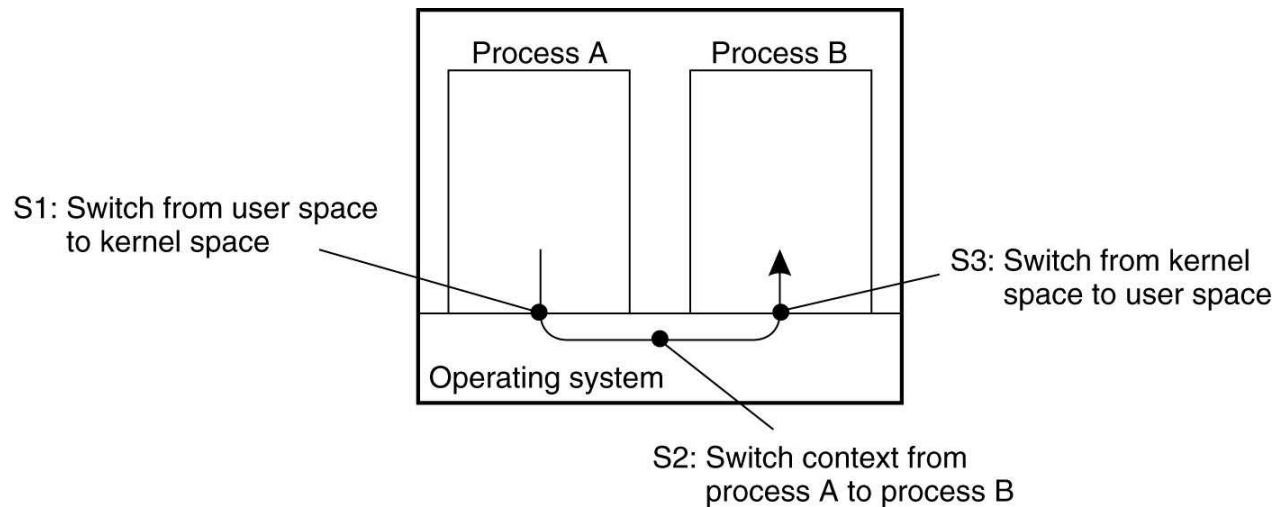 Process A
Process B
S1: Switch from user space
to kernel space
S3: Switch from kernel
space to user space
Operating system
S2: Switch context from
process A to process B